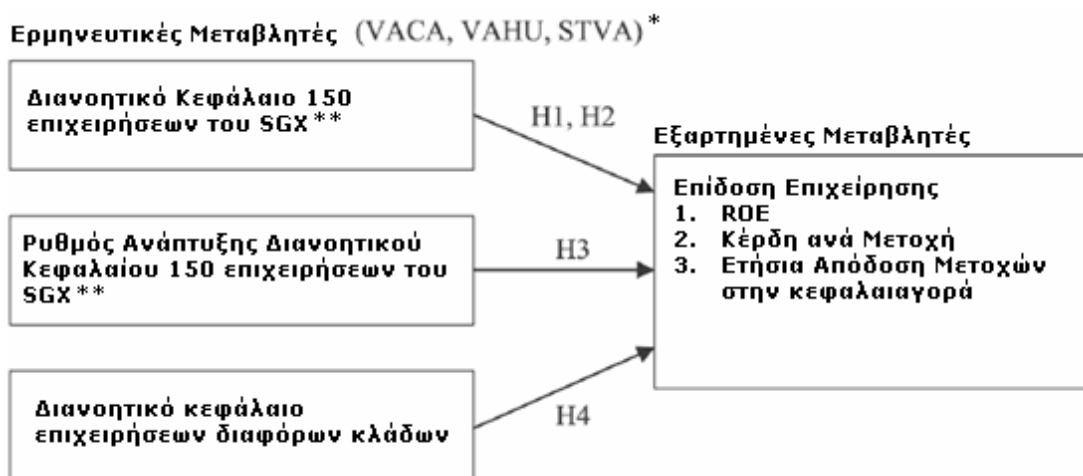 Ερμηνευτικές Μεταβλητές (VACA, VAHU, STVA)*
Διανοητικό Κεφάλαιο 150
επιχειρήσεων του SGX**
H1, H2
Εξαρτημένες Μεταβλητές
Επίδοση Επιχείρησης
1. ROE
2. Κέρδη ανά Μετοχή
3. Ετήσια Απόδοση Μετοχών
στην κεφαλαιαγορά
Ρυθμός Ανάπτυξης Διανοητικού
Κεφαλαίου 150 επιχειρήσεων του
SGX**
H3
Διανοητικό κεφάλαιο
επιχειρήσεων διαφόρων κλάδων
H4